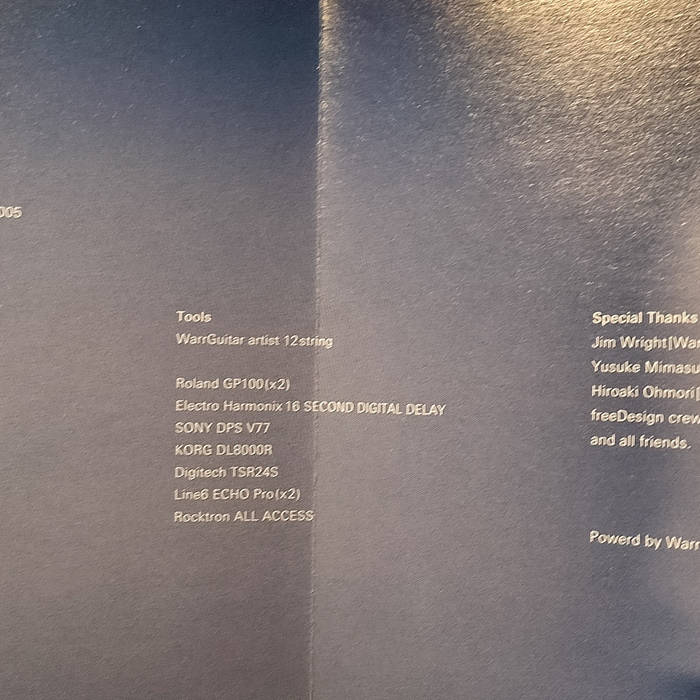 005
Tools
WarrGuitar artist 12string
Roland GP100(x2)
Electro Harmonix 16 SECOND DIGITAL DELAY
SONY DPS V77
KORG DL8000R
Digitech TSR24S
Line6 ECHO Pro(x2)
Rocktron ALL ACCESS
Special Thanks
Jim Wright[War
Yusuke Mimasu
Hiroaki Ohmori[
freeDesign crew
and all friends.
Powerd by Warr